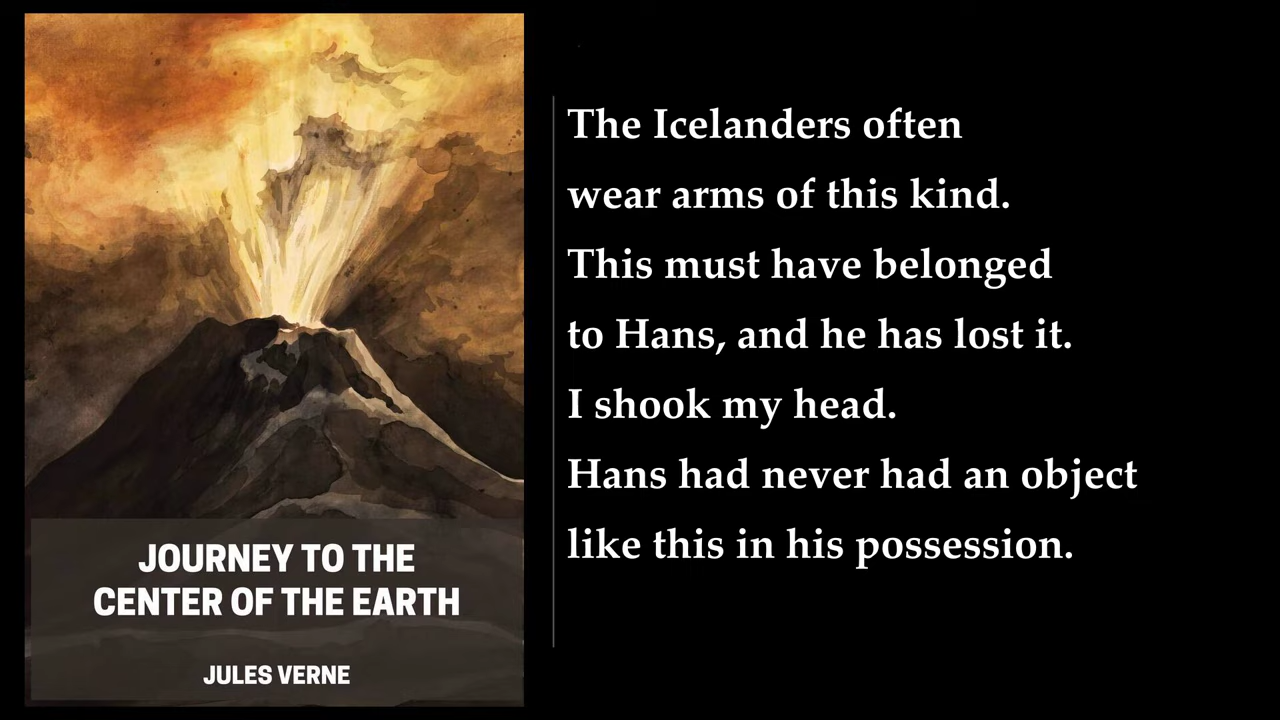 JOURNEY TO THE
CENTER OF THE EARTH
JULES VERNE
The Icelanders often
wear arms of this kind.
This must have belonged
to Hans, and he has lost it.
I shook my head.
Hans had never had an object
like this in his possession.